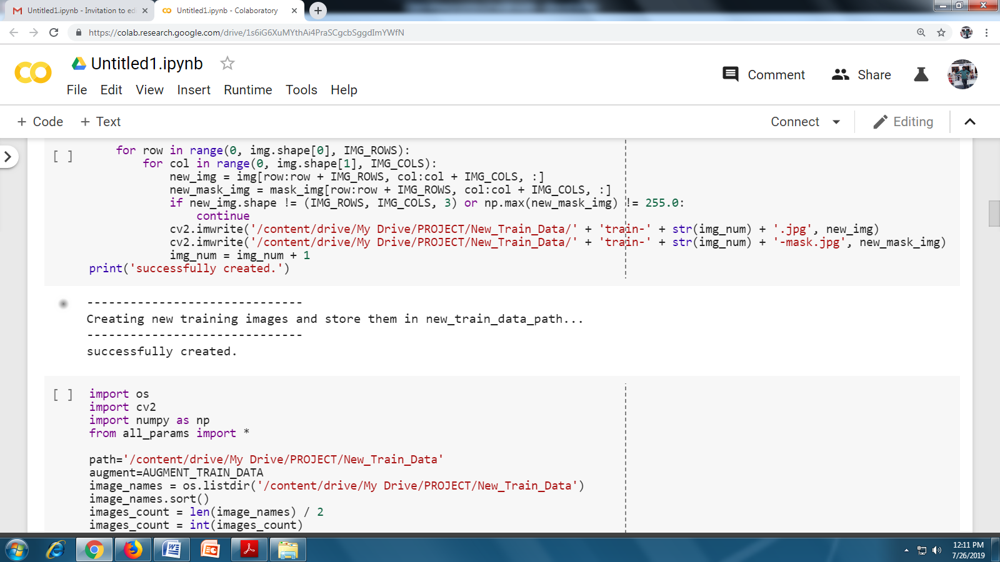 Untitled1.ipynb - Invitation to ed
Untitled1.ipynb - Colaboratory
https://colab.research.google.com/drive/1s6iG6XuMYthAi4PraSCgcbSggdImYWfN
Untitled1.ipynb
Comment Share
File Edit View Insert Runtime Tools Help
+ Code + Text Connect Editing
[ ] for row in range(0, img.shape[0], IMG_ROWS):
for col in range(0, img.shape[1], IMG_COLS):
new_img = img[row:row + IMG_ROWS, col:col + IMG_COLS, :]
new_mask_img = mask_img[row:row + IMG_ROWS, col:col + IMG_COLS, :]
if new_img.shape != (IMG_ROWS, IMG_COLS, 3) or np.max(new_mask_img) != 255.0:
continue
cv2.imwrite('/content/drive/My Drive/PROJECT/New_Train_Data/' + 'train-' + str(img_num) + '.jpg', new_img)
cv2.imwrite('/content/drive/My Drive/PROJECT/New_Train_Data/' + 'train-' + str(img_num) + '-mask.jpg', new_mask_img)
img_num = img_num + 1
print('successfully created.')
------------------------------
Creating new training images and store them in new_train_data_path...
------------------------------
successfully created.
[ ] import os
import cv2
import numpy as np
from all_params import *
path='/content/drive/My Drive/PROJECT/New_Train_Data'
augment=AUGMENT_TRAIN_DATA
image_names = os.listdir('/content/drive/My Drive/PROJECT/New_Train_Data')
image_names.sort()
images_count = len(image_names) / 2
images_count = int(images_count)
12:11 PM
7/26/2019